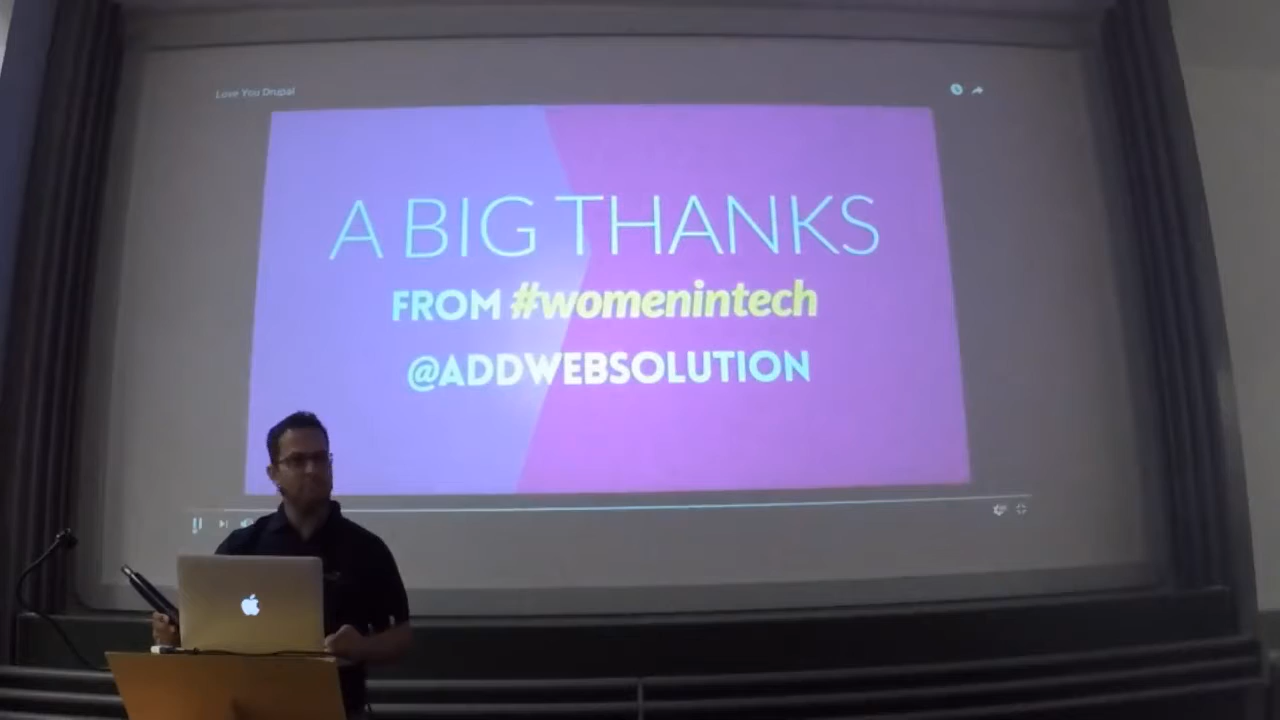 Love You Drupal
A BIG THANKS
FROM #womenintech
@ADDWEBSOLUTION